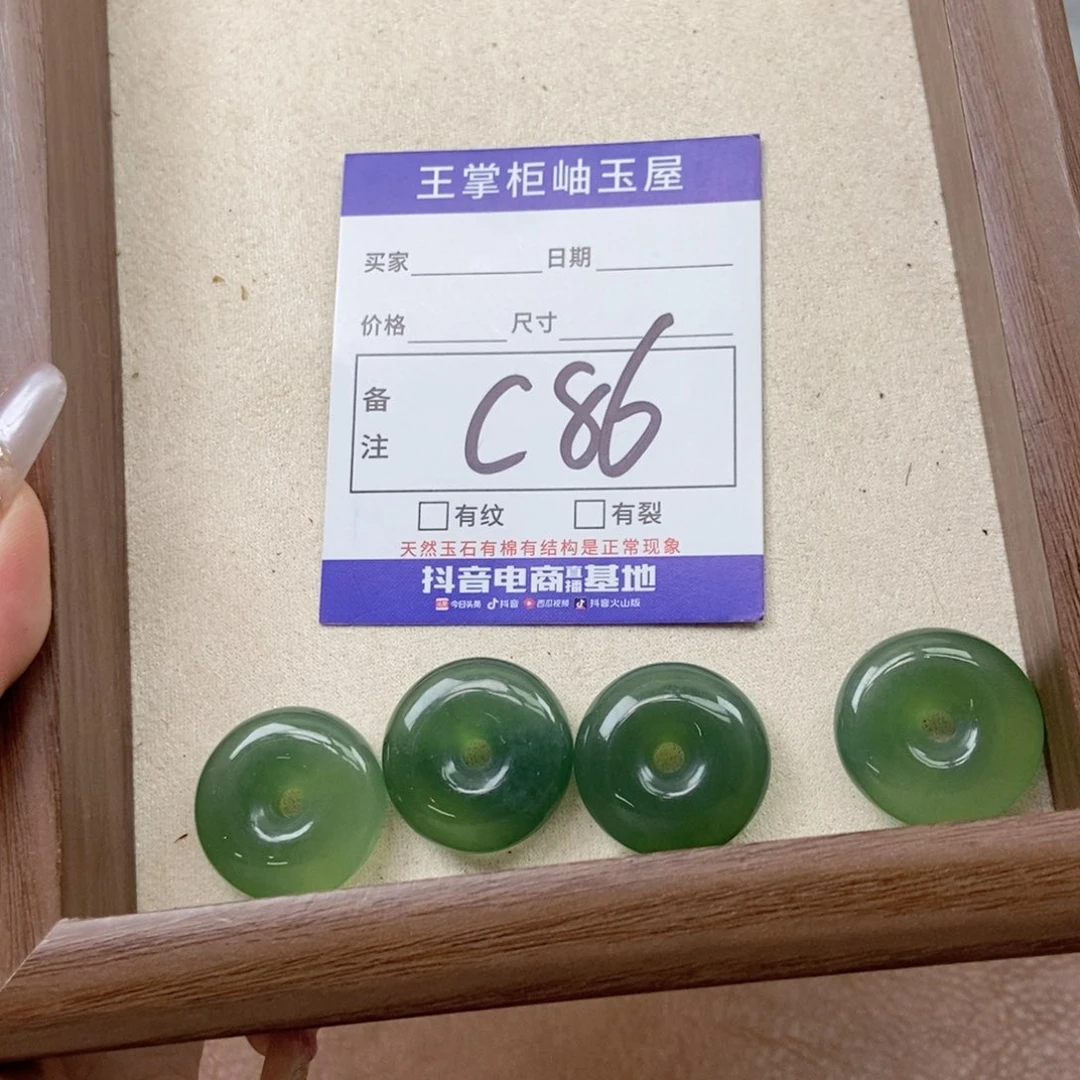 王掌柜岫玉屋
买家 日期
价格 尺寸
备注
C86
有纹 有裂
天然玉石有棉有结构是正常现象
抖音电商直播基地
今日头条 抖音 西瓜视频 抖音火山版